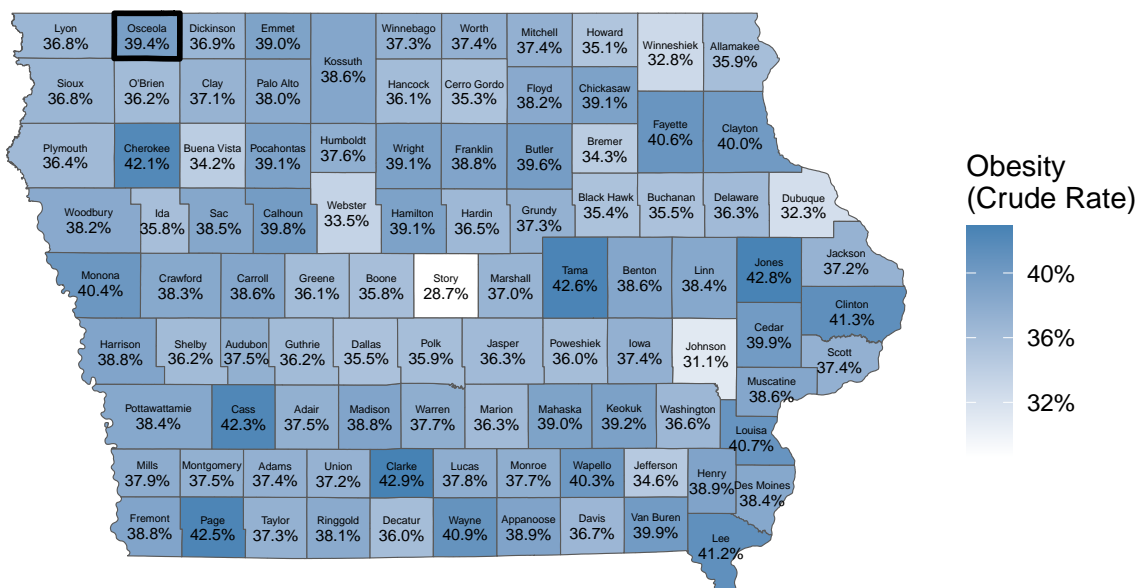 Lyon
36.8%
Osceola
39.4%
Dickinson
36.9%
Emmet
39.0%
Kossuth
38.6%
Winnebago
37.3%
Worth
37.4%
Mitchell
37.4%
Howard
35.1%
Winneshiek
32.8%
Allamakee
35.9%
Sioux
36.8%
O'Brien
36.2%
Clay
37.1%
Palo Alto
38.0%
Hancock
36.1%
Cerro Gordo
35.3%
Floyd
38.2%
Chickasaw
39.1%
Fayette
40.6%
Clayton
40.0%
Plymouth
36.4%
Cherokee
42.1%
Buena Vista
34.2%
Pocahontas
39.1%
Humboldt
37.6%
Wright
39.1%
Franklin
38.8%
Butler
39.6%
Bremer
34.3%
Woodbury
38.2%
Ida
35.8%
Sac
38.5%
Calhoun
39.8%
Webster
33.5%
Hamilton
39.1%
Hardin
36.5%
Grundy
37.3%
Black Hawk
35.4%
Buchanan
35.5%
Delaware
36.3%
Dubuque
32.3%
Monona
40.4%
Crawford
38.3%
Carroll
38.6%
Greene
36.1%
Boone
35.8%
Story
28.7%
Marshall
37.0%
Tama
42.6%
Benton
38.6%
Linn
38.4%
Jones
42.8%
Jackson
37.2%
Clinton
41.3%
Harrison
38.8%
Shelby
36.2%
Audubon
37.5%
Guthrie
36.2%
Dallas
35.5%
Polk
35.9%
Jasper
36.3%
Poweshiek
36.0%
Iowa
37.4%
Johnson
31.1%
Cedar
39.9%
Scott
37.4%
Muscatine
38.6%
Pottawattamie
38.4%
Cass
42.3%
Adair
37.5%
Madison
38.8%
Warren
37.7%
Marion
36.3%
Mahaska
39.0%
Keokuk
39.2%
Washington
36.6%
Louisa
40.7%
Mills
37.9%
Montgomery
37.5%
Adams
37.4%
Union
37.2%
Clarke
42.9%
Lucas
37.8%
Monroe
37.7%
Wapello
40.3%
Jefferson
34.6%
Henry
38.9%
Des Moines
38.4%
Fremont
38.8%
Page
42.5%
Taylor
37.3%
Ringgold
38.1%
Decatur
36.0%
Wayne
40.9%
Appanoose
38.9%
Davis
36.7%
Van Buren
39.9%
Lee
41.2%
Obesity
(Crude Rate)
40%
36%
32%